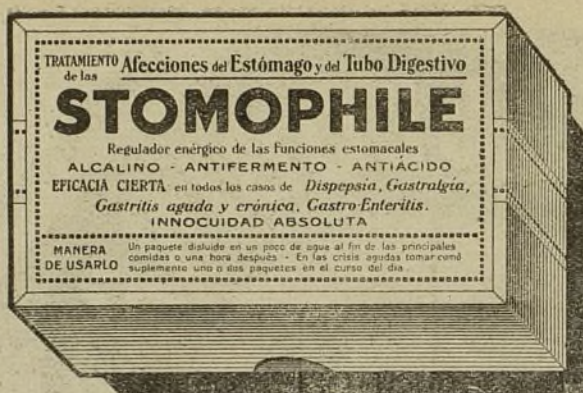 TRATAMIENTO de las Afecciones del Estómago y del Tubo Digestivo
STOMOPHILE
Regulador enérgico de las Funciones estomacales
ALCALINO - ANTIFERMENTO - ANTIÁCIDO
EFICACIA CIERTA en todos los casos de Dispepsia, Gastralgia,
Gastritis aguda y crónica, Gastro-Enteritis.
INNOCUIDAD ABSOLUTA
MANERA DE USARLO
Un paquete disluido en un poco de agua al fin de las principales
comidas o una hora después - En las crisis agudas tomar como
suplemento uno o dos paquetes en el curso del dia.